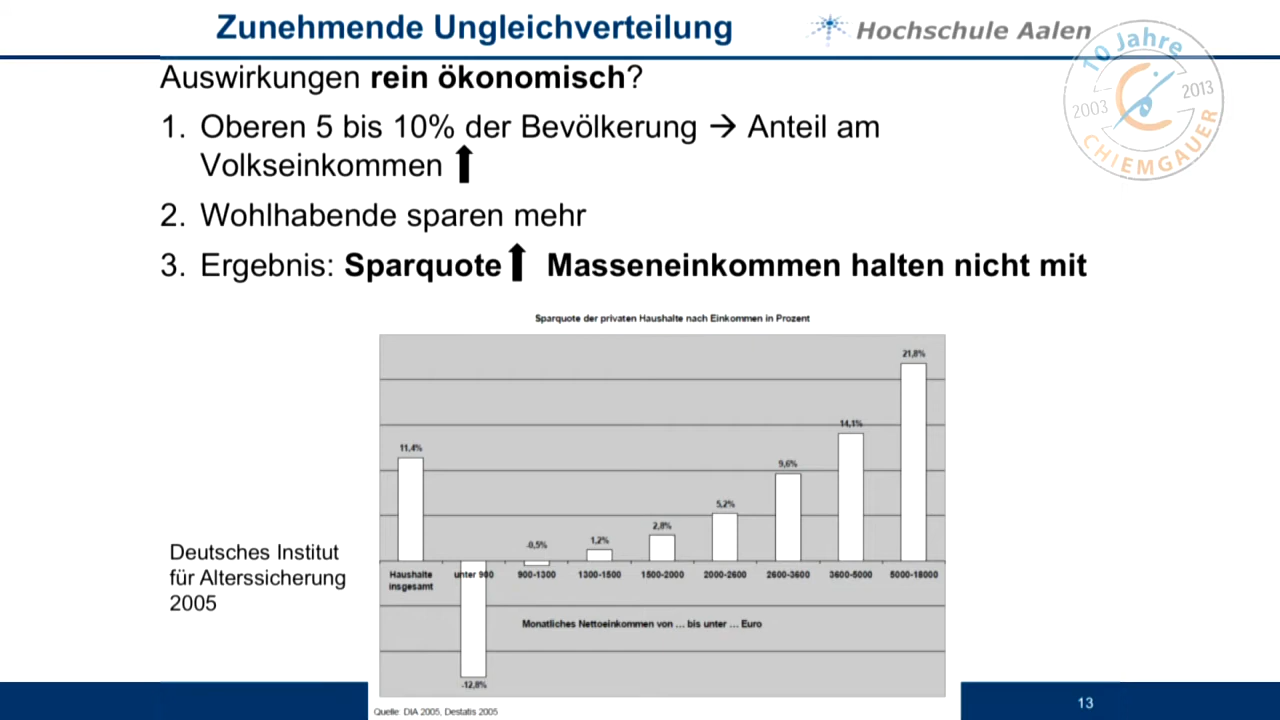 Zunehmende Ungleichverteilung
Hochschule Aalen
10 Jahre
2003
2013
CHIEMGAUER
Auswirkungen rein ökonomisch?
1. Oberen 5 bis 10% der Bevölkerung → Anteil am
Volkseinkommen ⬆
2. Wohlhabende sparen mehr
3. Ergebnis: Sparquote ⬆ Masseneinkommen halten nicht mit
Sparquote der privaten Haushalte nach Einkommen in Prozent
11,4%
-12,8%
-0,5%
1,2%
2,8%
5,2%
9,6%
14,1%
21,8%
Haushalte
insgesamt
unter 900
900-1300
1300-1500
1500-2000
2000-2600
2600-3600
3600-5000
5000-18000
Monatliches Nettoeinkommen von ... bis unter ... Euro
Deutsches Institut
für Alterssicherung
2005
Quelle: DIA 2005, Destatis 2005
13